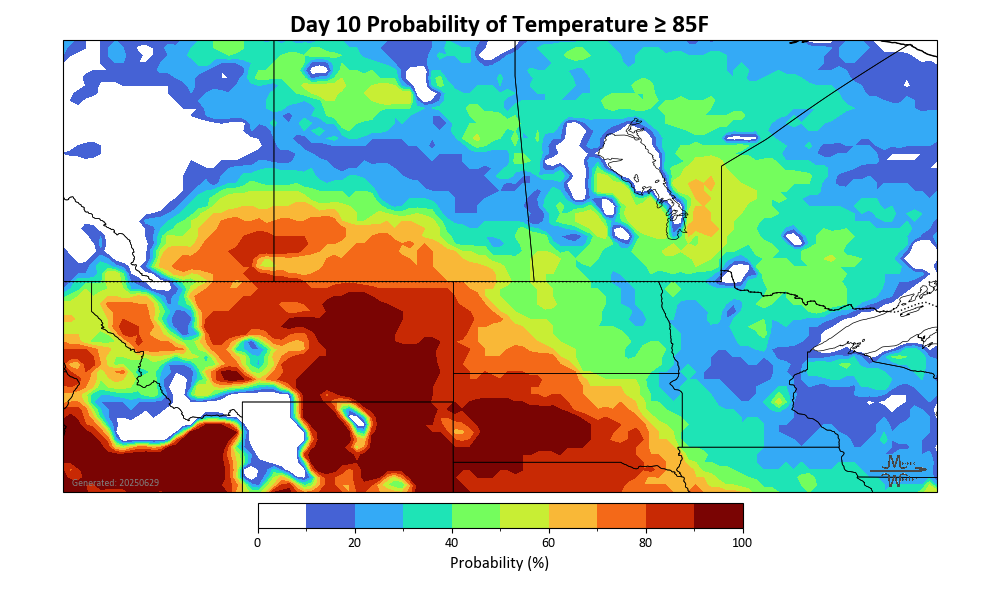 Day 10 Probability of Temperature ≥ 85F
Generated: 20250629
0 20 40 60 80 100
Probability (%)